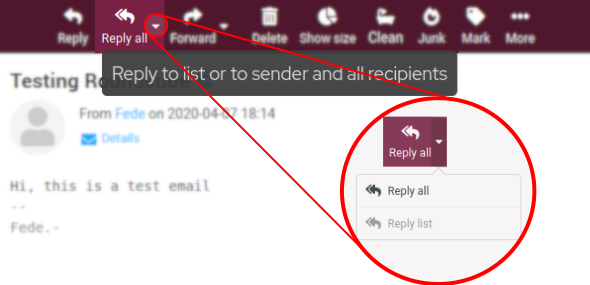 Reply Reply all Forward Delete Show size Clean Junk Mark More
Reply to list or to sender and all recipients
Testing Ro
From Fede on 2020-04-07 18:14
Details
Hi, this is a test email
--
Fede.-
Reply all
Reply all
Reply list